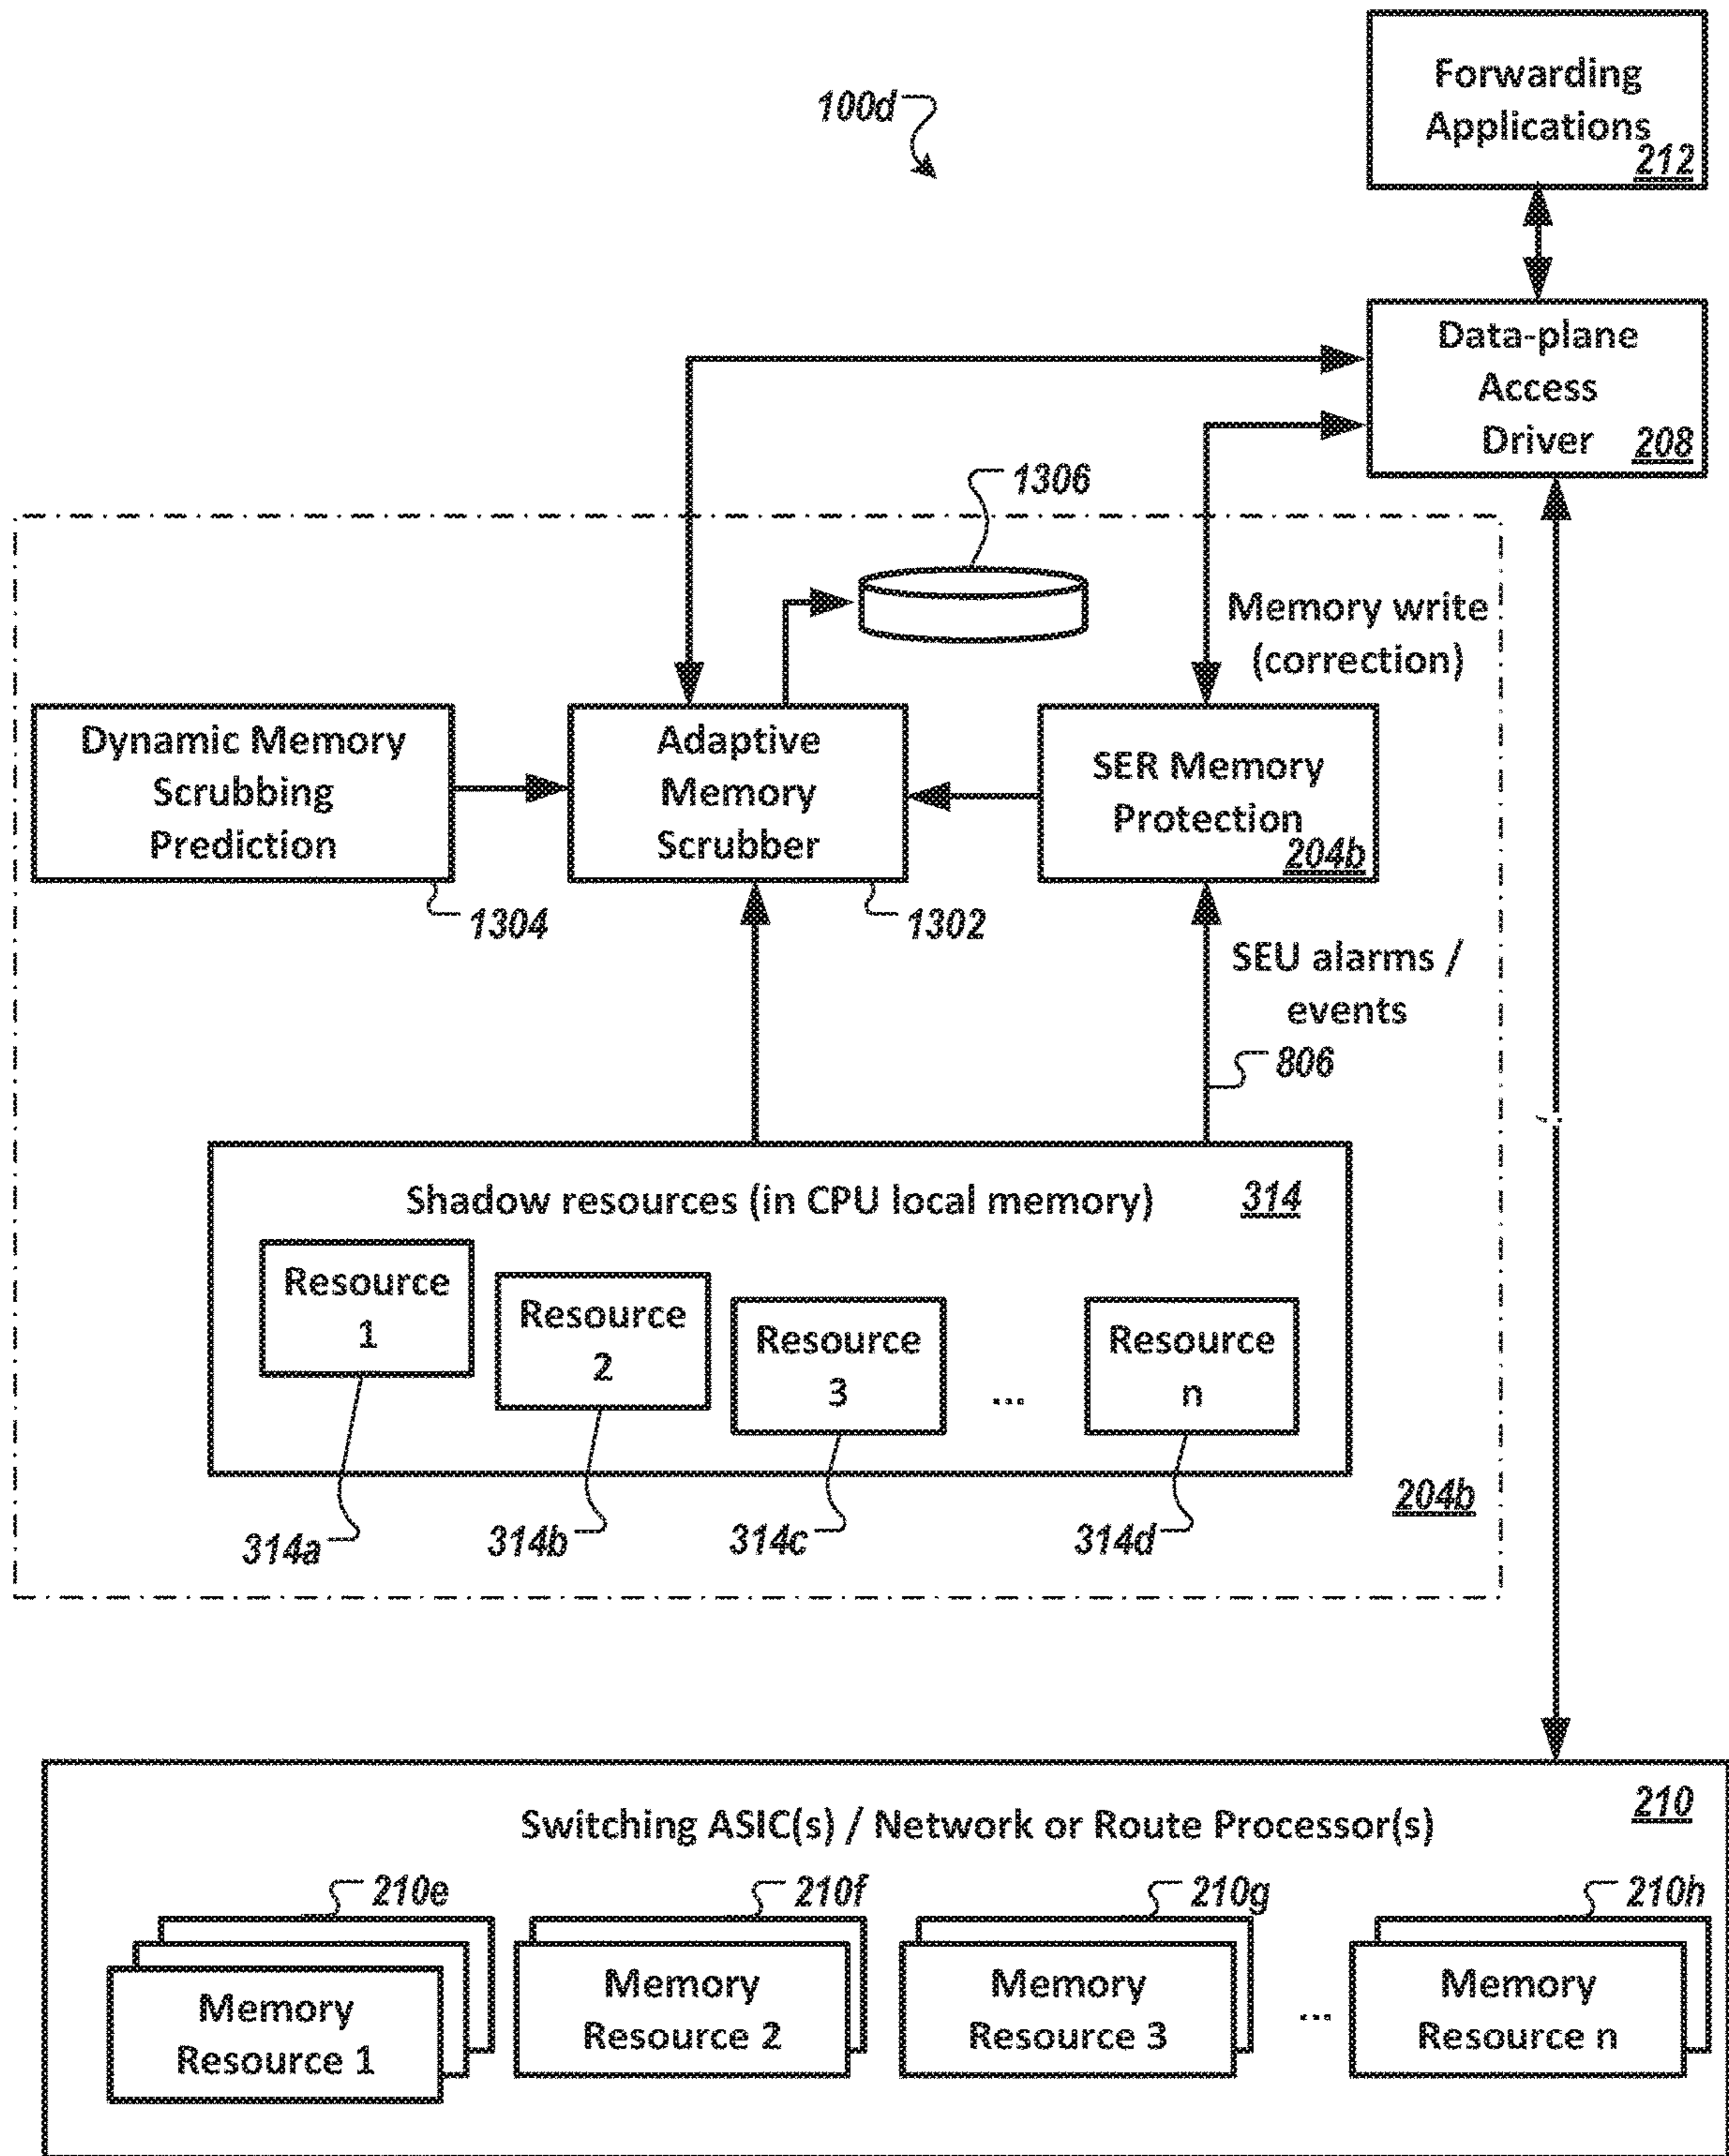 100d
Forwarding
Applications
212
Data-plane
Access
Driver
208
1306
Memory write
(correction)
Dynamic Memory
Scrubbing
Prediction
1304
Adaptive
Memory
Scrubber
1302
SER Memory
Protection
204b
SEU alarms /
events
806
Shadow resources (in CPU local memory)
314
Resource
1
Resource
2
Resource
3
...
Resource
n
314a
314b
314c
314d
204b
210
Switching ASIC(s) / Network or Route Processor(s)
210e
210f
210g
210h
Memory
Resource 1
Memory
Resource 2
Memory
Resource 3
...
Memory
Resource n